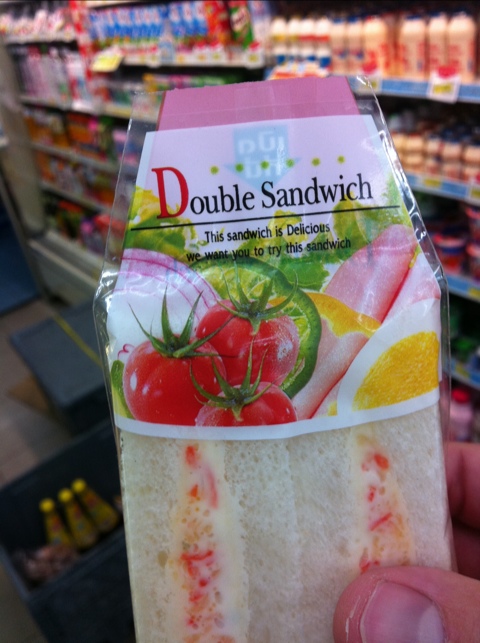 Double Sandwich
This sandwich is Delicious
we want you to try this sandwich